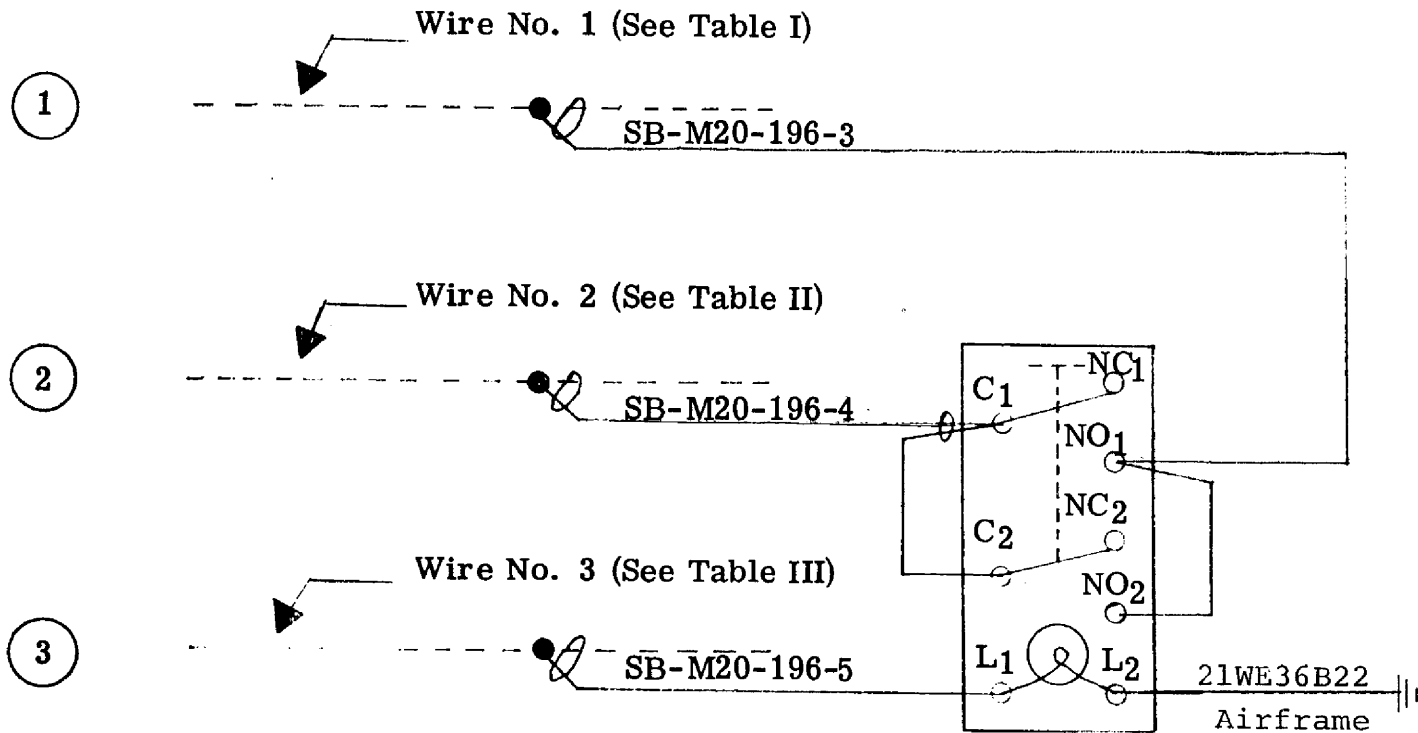 Wire No. 1 (See Table I)
1
SB-M20-196-3
Wire No. 2 (See Table II)
2
SB-M20-196-4
C1
NC1
NO1
C2
NC2
Wire No. 3 (See Table III)
NO2
3
SB-M20-196-5
L1
L2
21WE36B22
Airframe